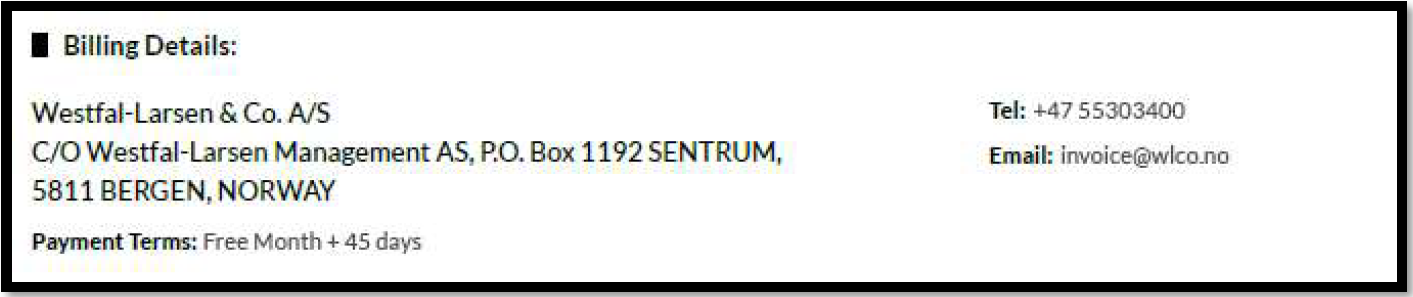 Billing Details:
Westfal-Larsen & Co. A/S
C/O Westfal-Larsen Management AS, P.O. Box 1192 SENTRUM,
5811 BERGEN, NORWAY
Payment Terms: Free Month + 45 days
Tel: +47 55303400
Email: invoice@wlco.no